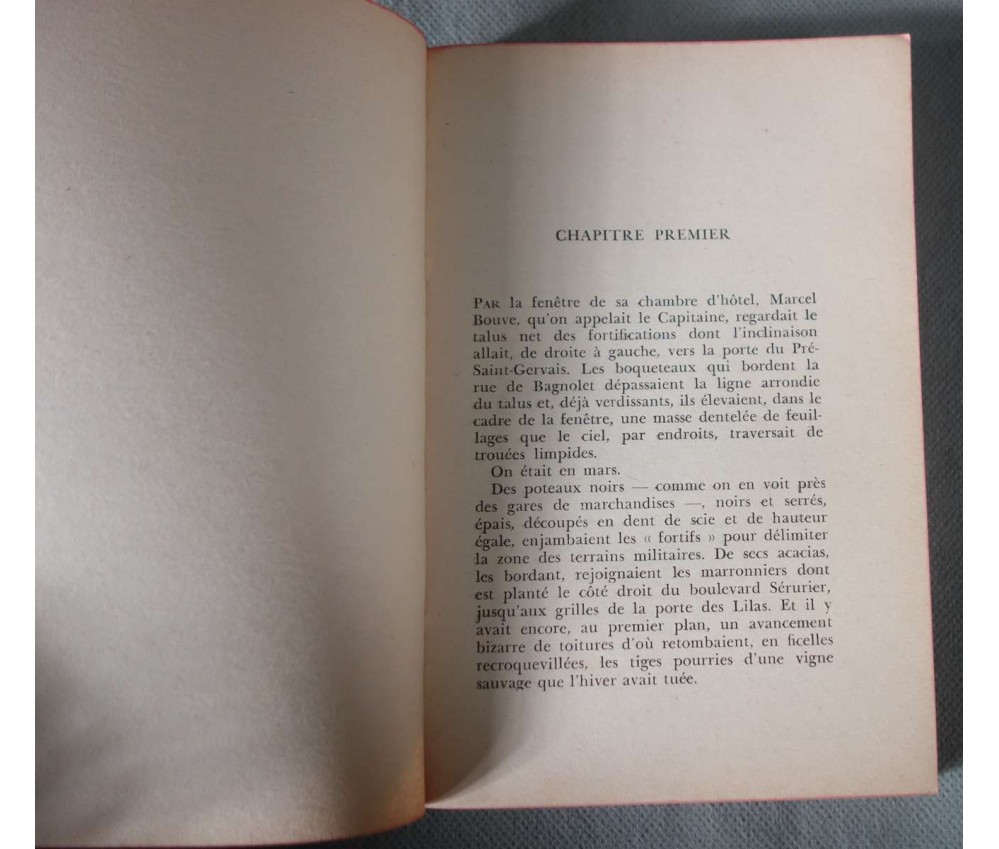 CHAPITRE PREMIER
PAR la fenêtre de sa chambre d'hôtel, Marcel
Bouve, qu'on appelait le Capitaine, regardait le
talus net des fortifications dont l'inclinaison
allait, de droite à gauche, vers la porte du Pré-
Saint-Gervais. Les boqueteaux qui bordent la
rue de Bagnolet dépassaient la ligne arrondie
du talus et, déjà verdissants, ils élevaient, dans le
cadre de la fenêtre, une masse dentelée de feuil-
lages que le ciel, par endroits, traversait de
trouées limpides.
On était en mars.
Des poteaux noirs — comme on en voit près
des gares de marchandises —, noirs et serrés,
épais, découpés en dent de scie et de hauteur
égale, enjambaient les « fortifs » pour délimiter
la zone des terrains militaires. De secs acacias,
les bordant, rejoignaient les marronniers dont
est planté le côté droit du boulevard Sérurier,
jusqu'aux grilles de la porte des Lilas. Et il y
avait encore, au premier plan, un avancement
bizarre de toitures d'où retombaient, en ficelles
recroquevillées, les tiges pourries d'une vigne
sauvage que l'hiver avait tuée.